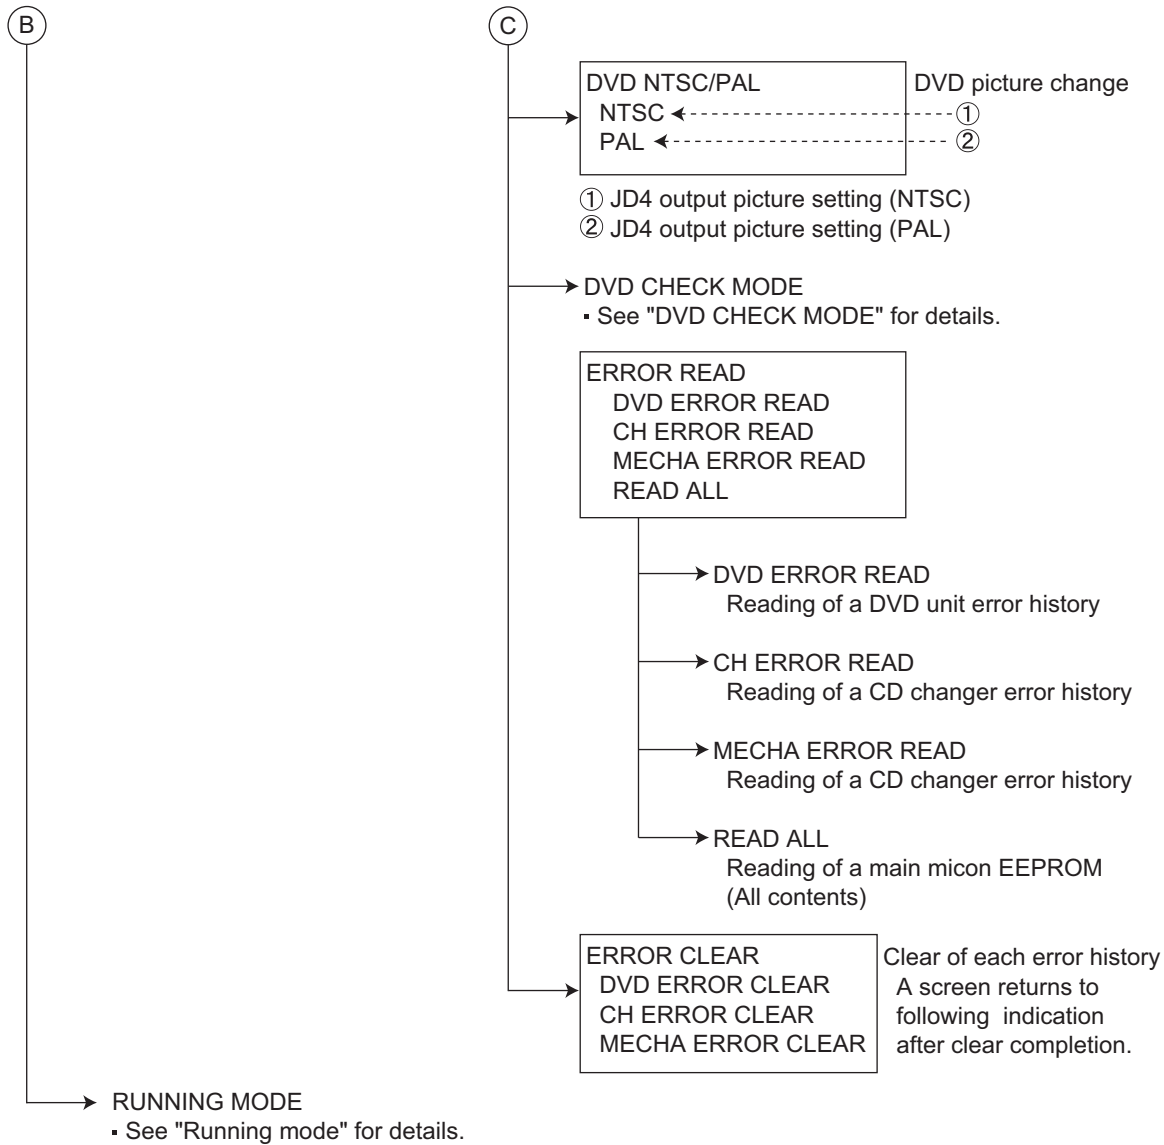 B
C
DVD NTSC/PAL
NTSC
PAL
DVD picture change
①
②
① JD4 output picture setting (NTSC)
② JD4 output picture setting (PAL)
DVD CHECK MODE
▪ See "DVD CHECK MODE" for details.
ERROR READ
DVD ERROR READ
CH ERROR READ
MECHA ERROR READ
READ ALL
DVD ERROR READ
Reading of a DVD unit error history
CH ERROR READ
Reading of a CD changer error history
MECHA ERROR READ
Reading of a CD changer error history
READ ALL
Reading of a main micon EEPROM
(All contents)
ERROR CLEAR
DVD ERROR CLEAR
CH ERROR CLEAR
MECHA ERROR CLEAR
Clear of each error history
A screen returns to
following indication
after clear completion.
RUNNING MODE
▪ See "Running mode" for details.